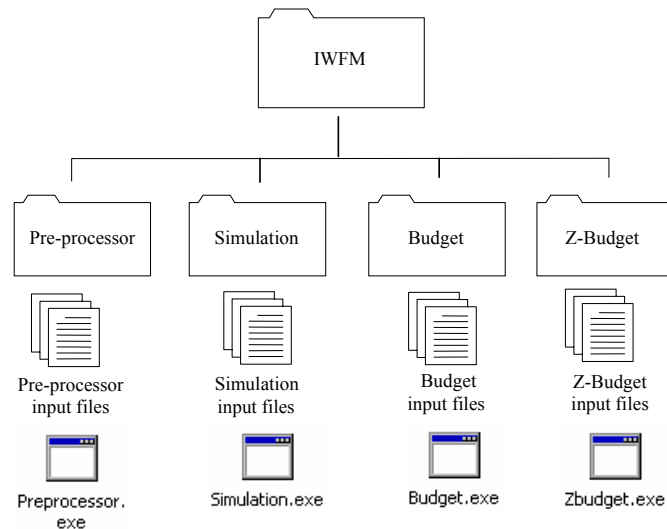 IWFM
Pre-processor
Simulation
Budget
Z-Budget
Pre-processor
input files
Simulation
input files
Budget
input files
Z-Budget
input files
Preprocessor.
exe
Simulation.exe
Budget.exe
Zbudget.exe